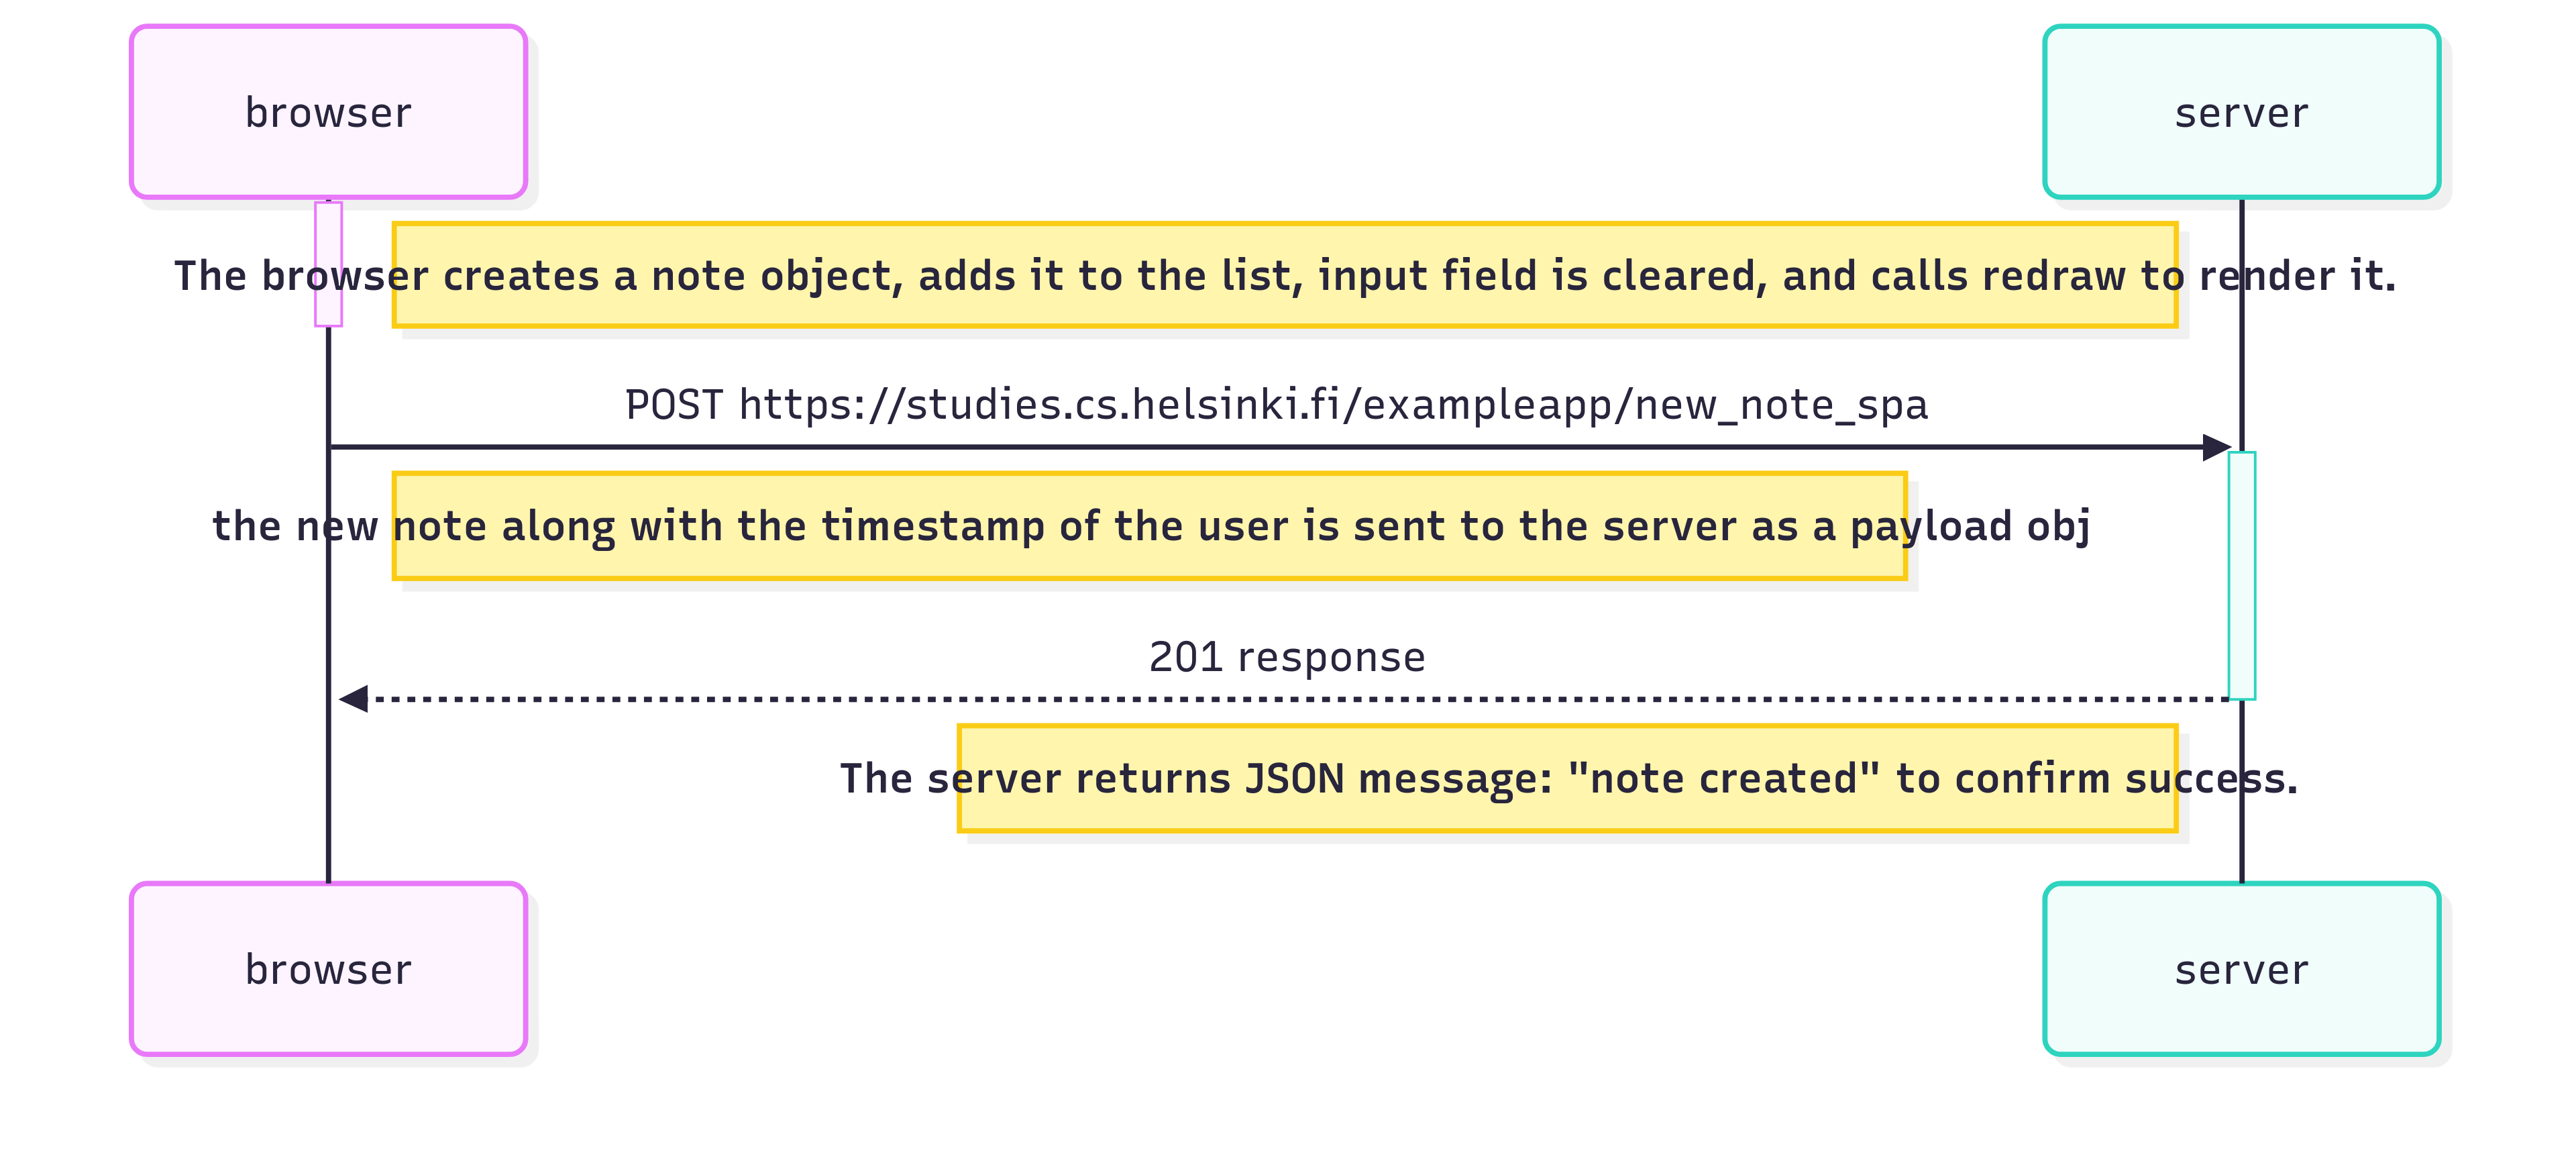 browser
server
The browser creates a note object, adds it to the list, input field is cleared, and calls redraw to render it.
POST https://studies.cs.helsinki.fi/exampleapp/new_note_spa
the new note along with the timestamp of the user is sent to the server as a payload obj
201 response
The server returns JSON message: "note created" to confirm success.
browser
server